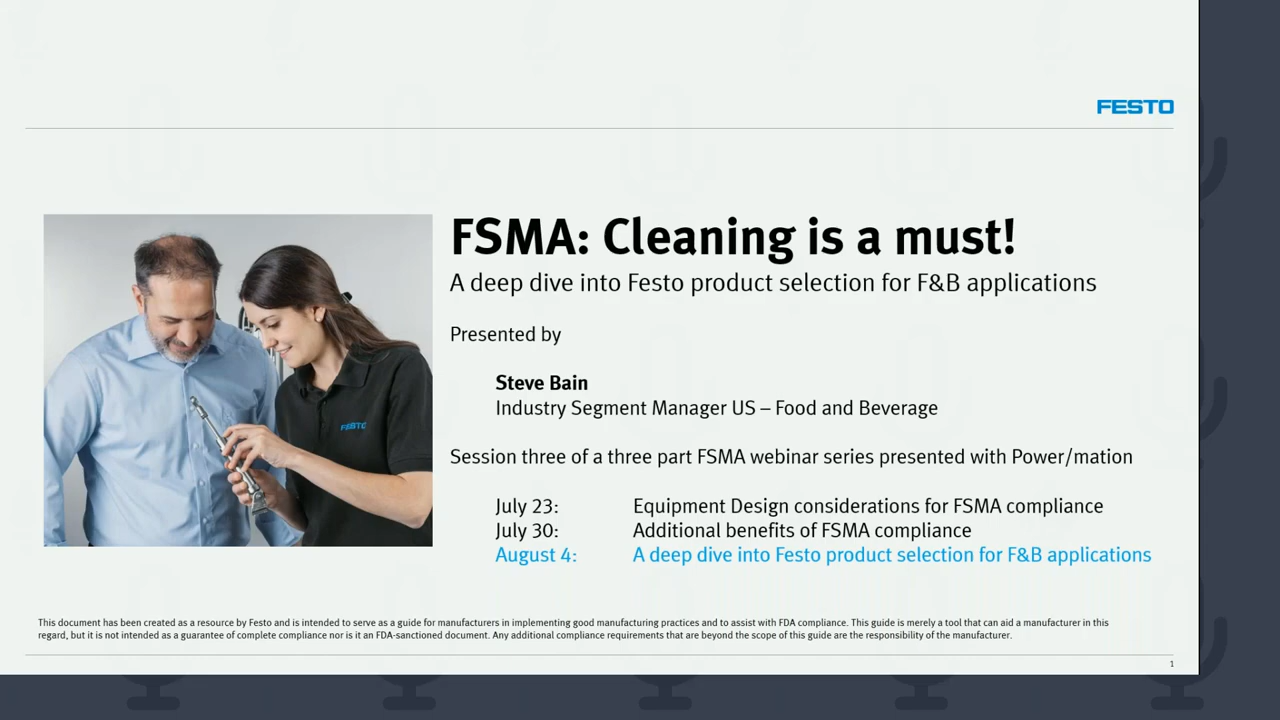 FESTO
FSMA: Cleaning is a must!
A deep dive into Festo product selection for F&B applications
Presented by
Steve Bain
Industry Segment Manager US – Food and Beverage
FESTO
Session three of a three part FSMA webinar series presented with Power/mation
July 23: Equipment Design considerations for FSMA compliance
July 30: Additional benefits of FSMA compliance
August 4: A deep dive into Festo product selection for F&B applications
This document has been created as a resource by Festo and is intended to serve as a guide for manufacturers in implementing good manufacturing practices and to assist with FDA compliance. This guide is merely a tool that can aid a manufacturer in this
regard, but it is not intended as a guarantee of complete compliance nor is it an FDA-sanctioned document. Any additional compliance requirements that are beyond the scope of this guide are the responsibility of the manufacturer.
1